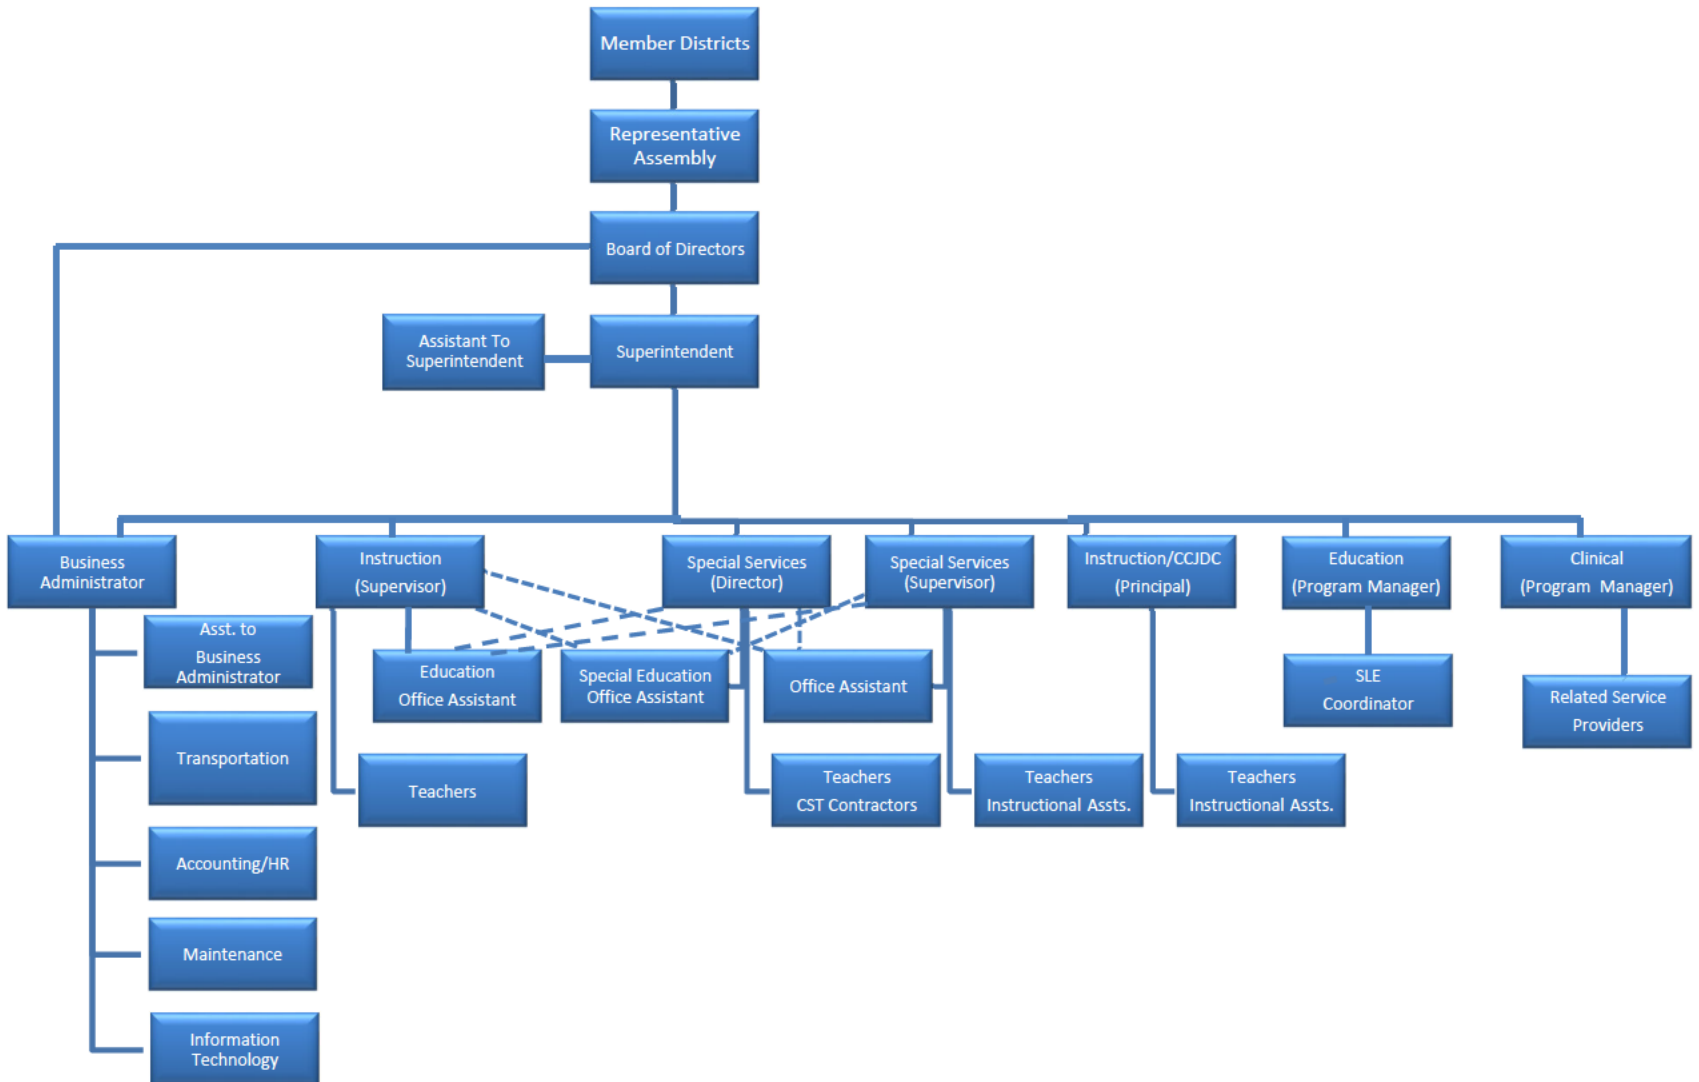 Member Districts
Representative
Assembly
Board of Directors
Assistant To
Superintendent
Superintendent
Business
Administrator
Instruction
(Supervisor)
Special Services
(Director)
Special Services
(Supervisor)
Instruction/CCJDC
(Principal)
Education
(Program Manager)
Clinical
(Program Manager)
Asst. to
Business
Administrator
Education
Office Assistant
Special Education
Office Assistant
Office Assistant
SLE
Coordinator
Related Service
Providers
Transportation
Teachers
Teachers
CST Contractors
Teachers
Instructional Assts.
Teachers
Instructional Assts.
Accounting/HR
Maintenance
Information
Technology